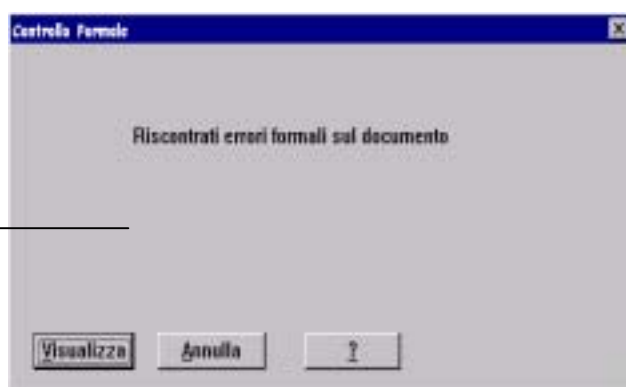 Controllo Formale
Riscontrati errori formali sul documento
Visualizza
Annulla
?